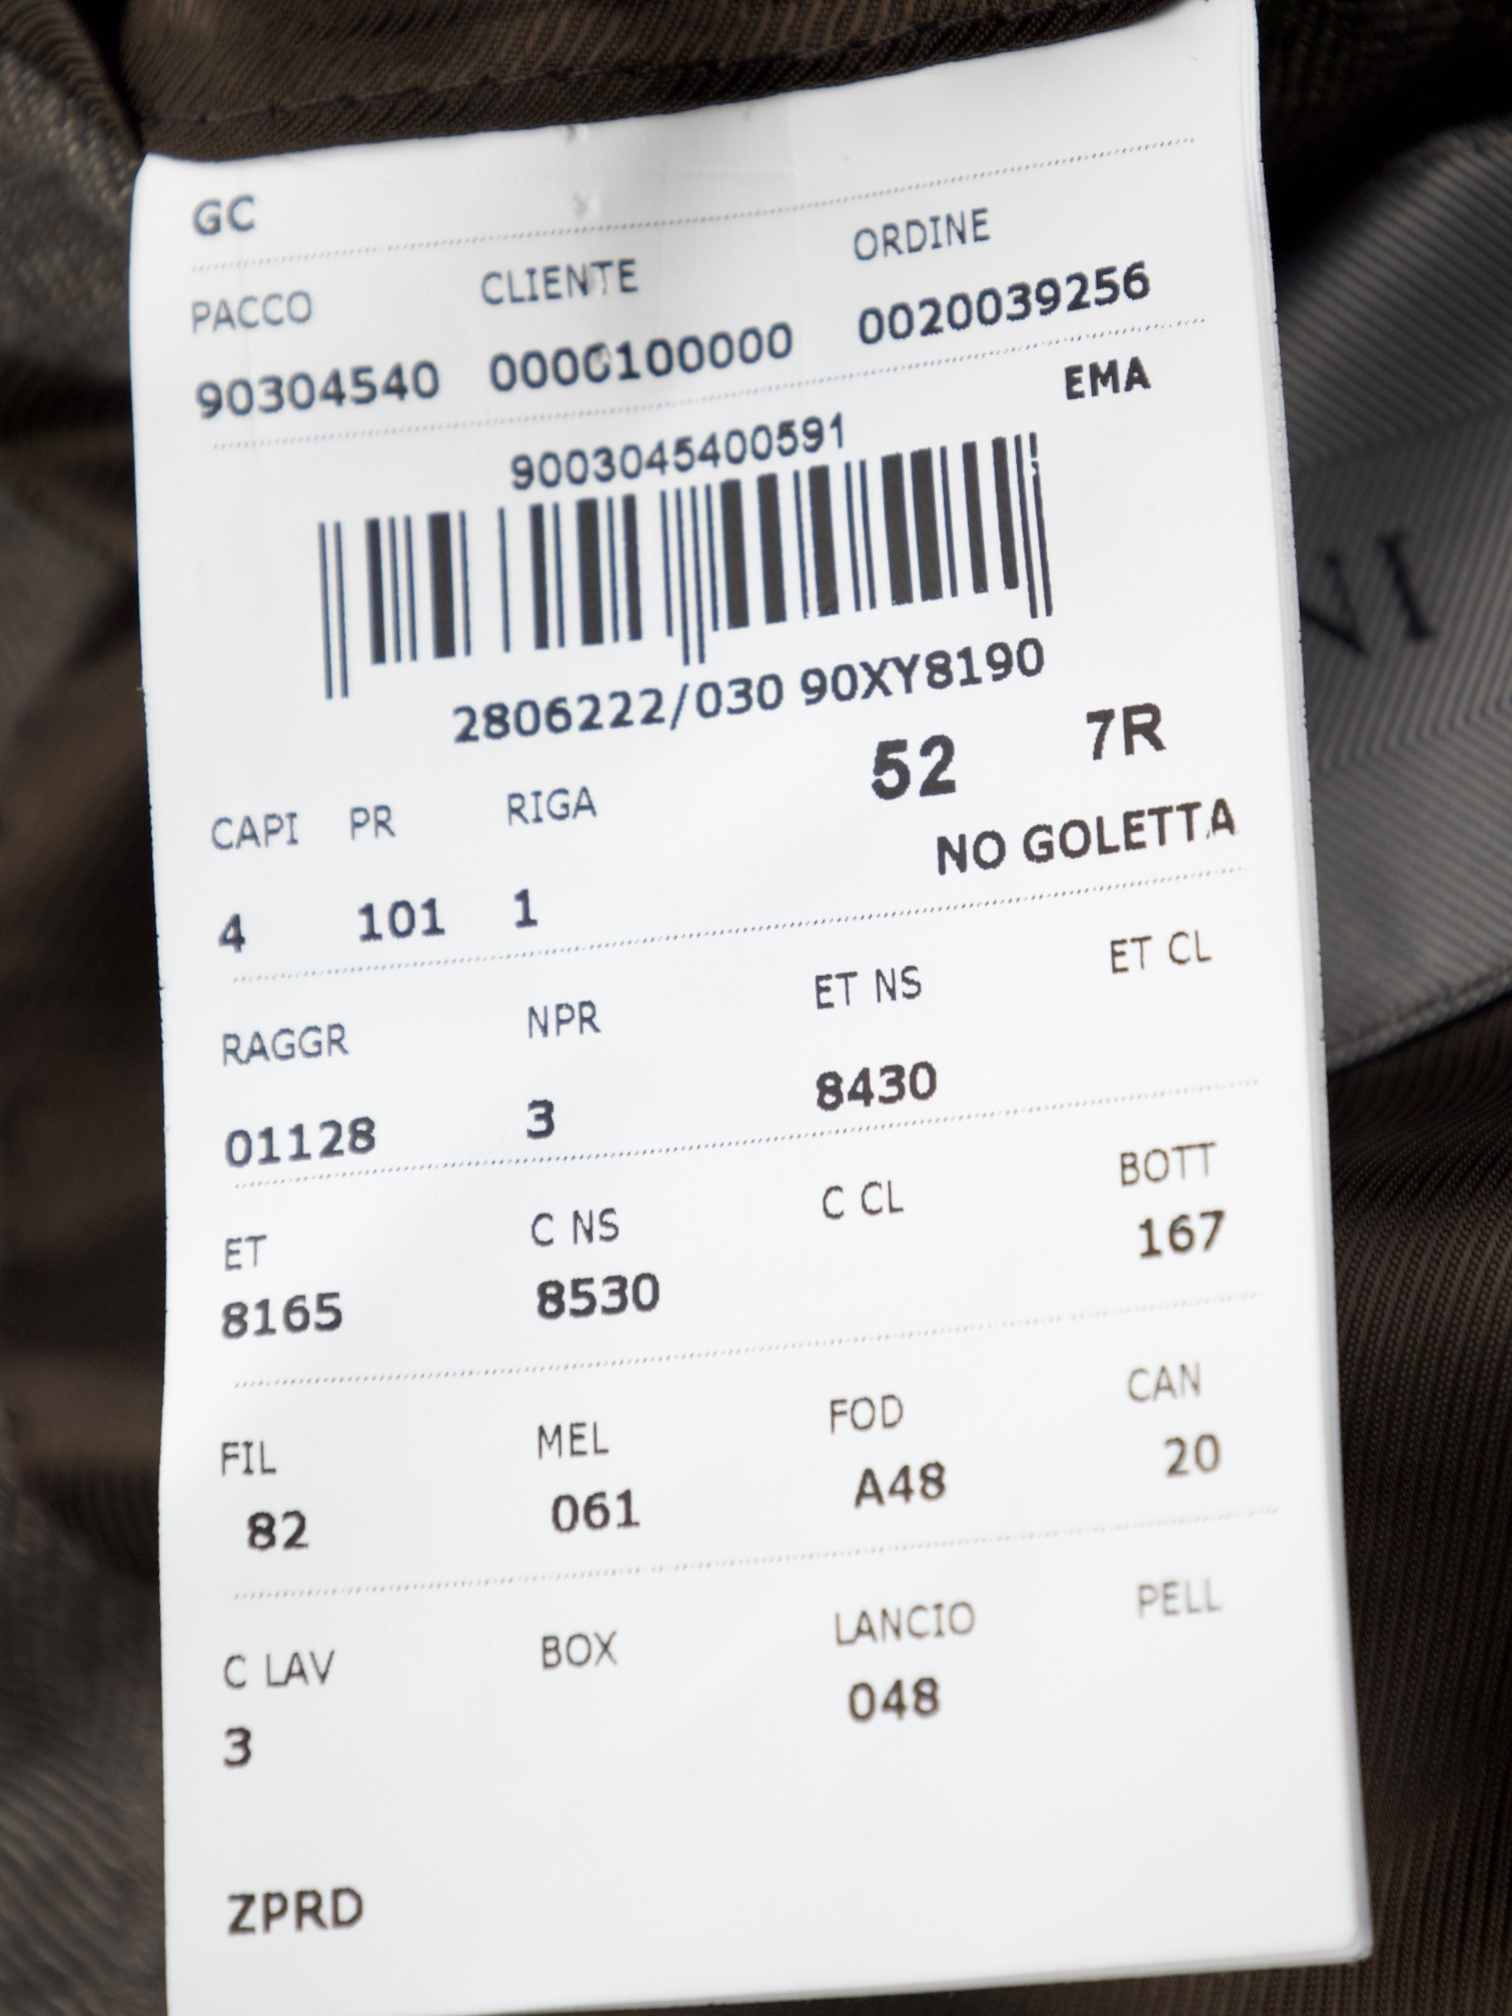 GC
PACCO CLIENTE ORDINE
90304540 0000100000 0020039256
EMA
9003045400591
2806222/030 90XY8190
52 7R
CAPI PR RIGA
NO GOLETTA
4 101 1
RAGGR NPR ET NS ET CL
01128 3 8430
ET C NS C CL BOTT
8165 8530 167
FIL MEL FOD CAN
82 061 A48 20
C LAV BOX LANCIO PELL
3 048
ZPRD
VI